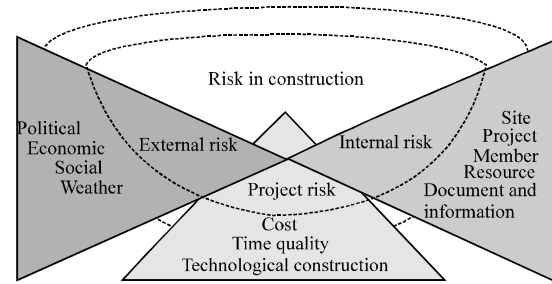 Risk in construction
Political
Economic
Social
Weather
External risk
Internal risk
Site
Project
Member
Resource
Document and
information
Project risk
Cost
Time quality
Technological construction